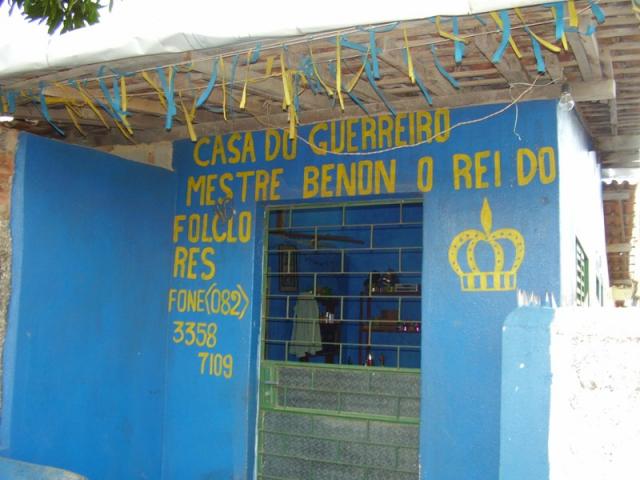 CASA DO GUERREIRO
MESTRE BENON O REI DO
FOLCLO
RES
FONE(082)
3358
7109